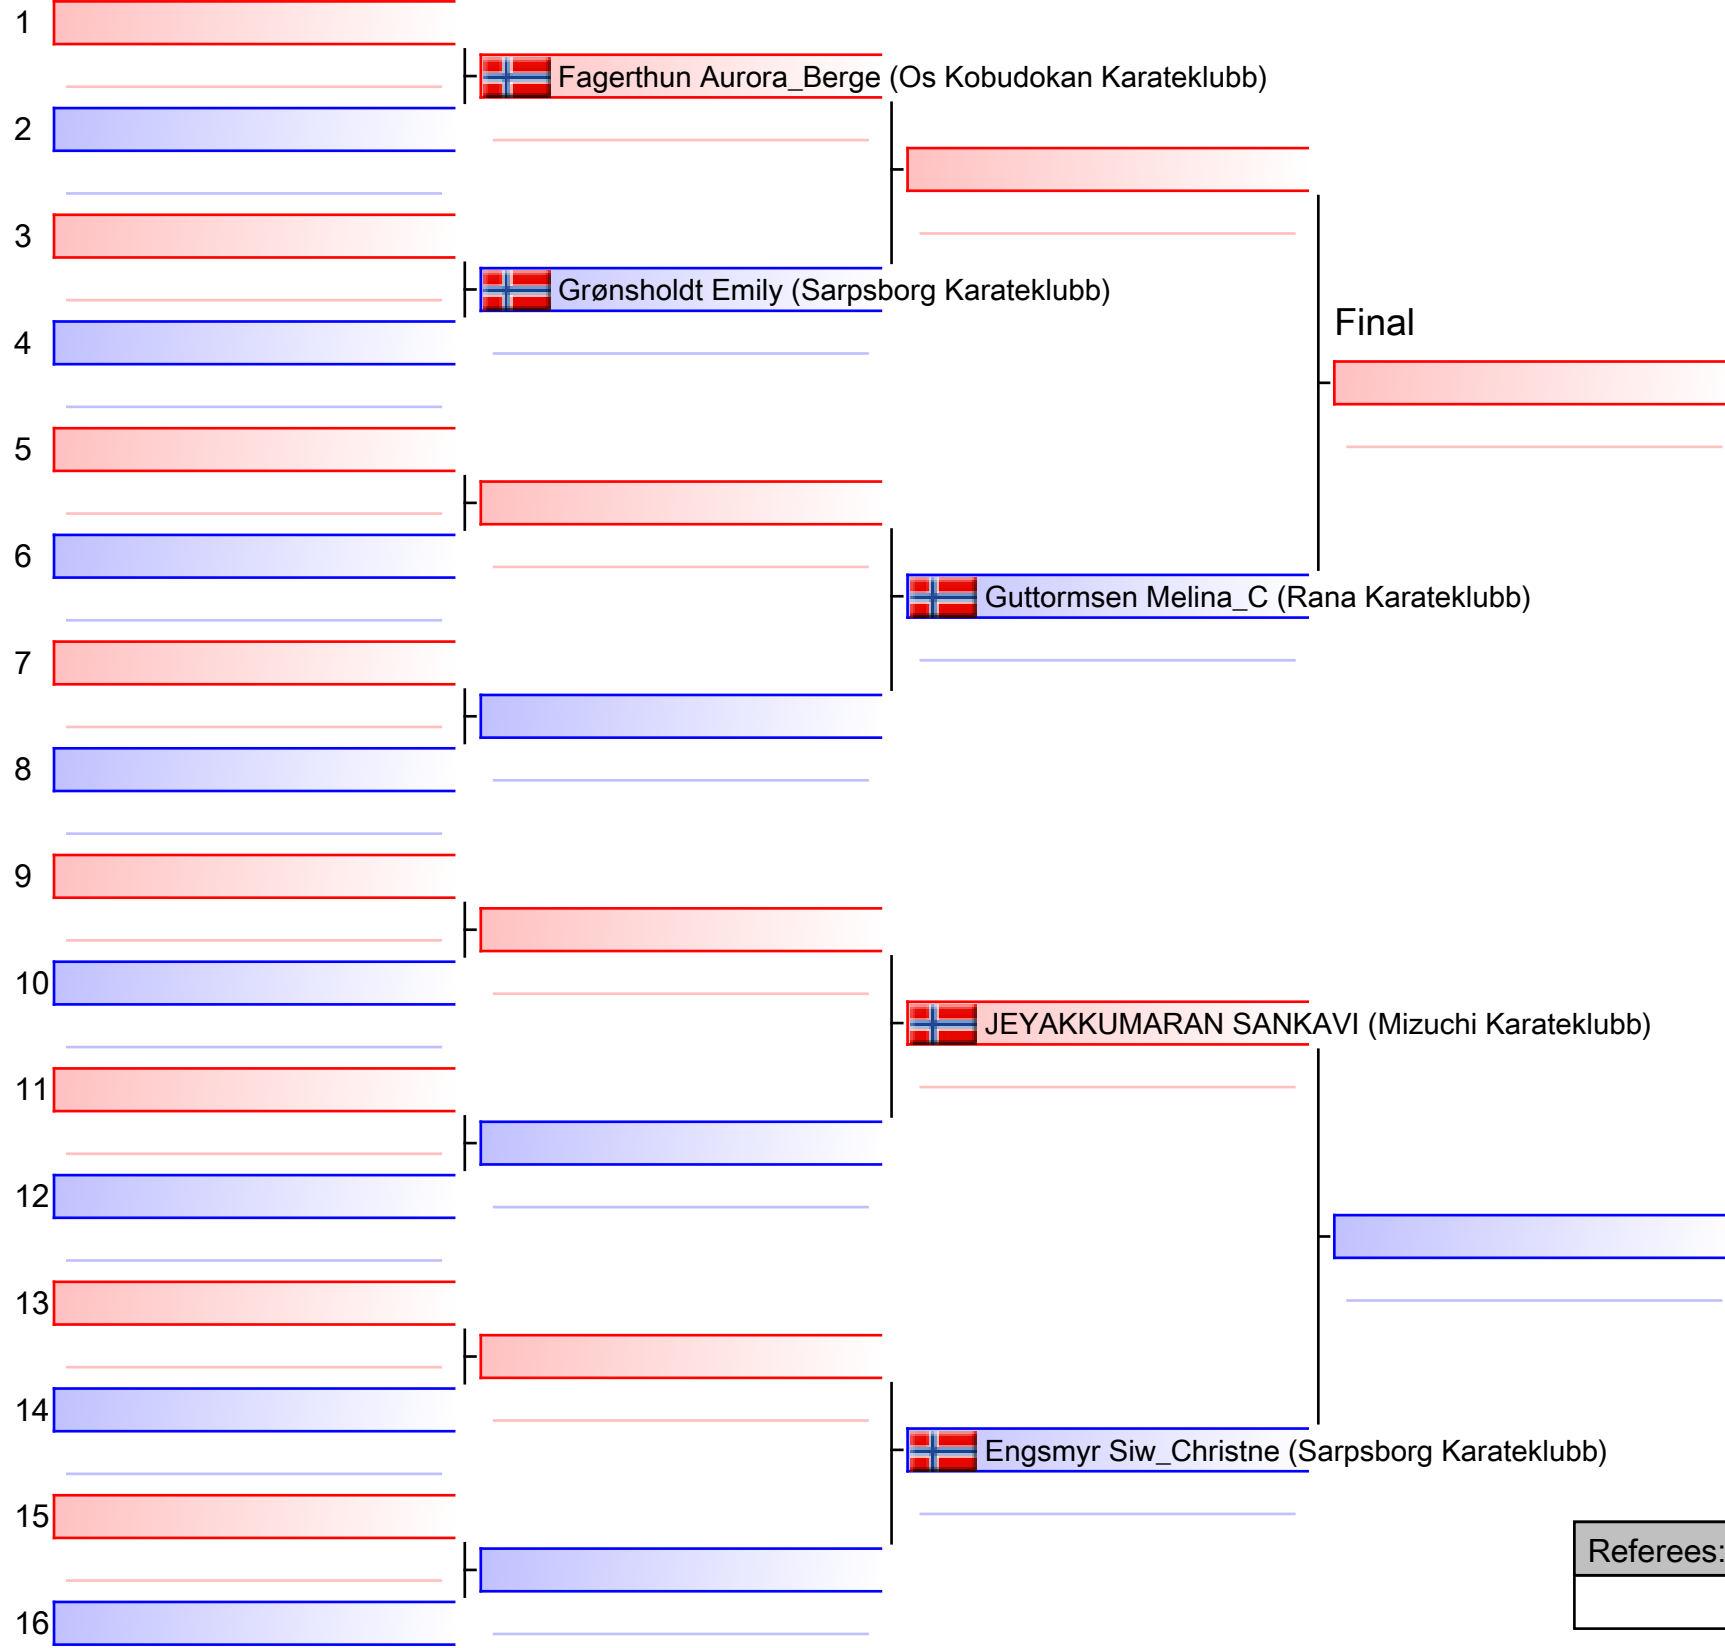 1
Fagerthun Aurora_Berge (Os Kobudokan Karateklubb)
2
3
Grønsholdt Emily (Sarpsborg Karateklubb)
4
Final
5
6
Guttormsen Melina_C (Rana Karateklubb)
7
8
9
10
JEYAKKUMARAN SANKAVI (Mizuchi Karateklubb)
11
12
13
14
Engsmyr Siw_Christne (Sarpsborg Karateklubb)
15
Referees:
16